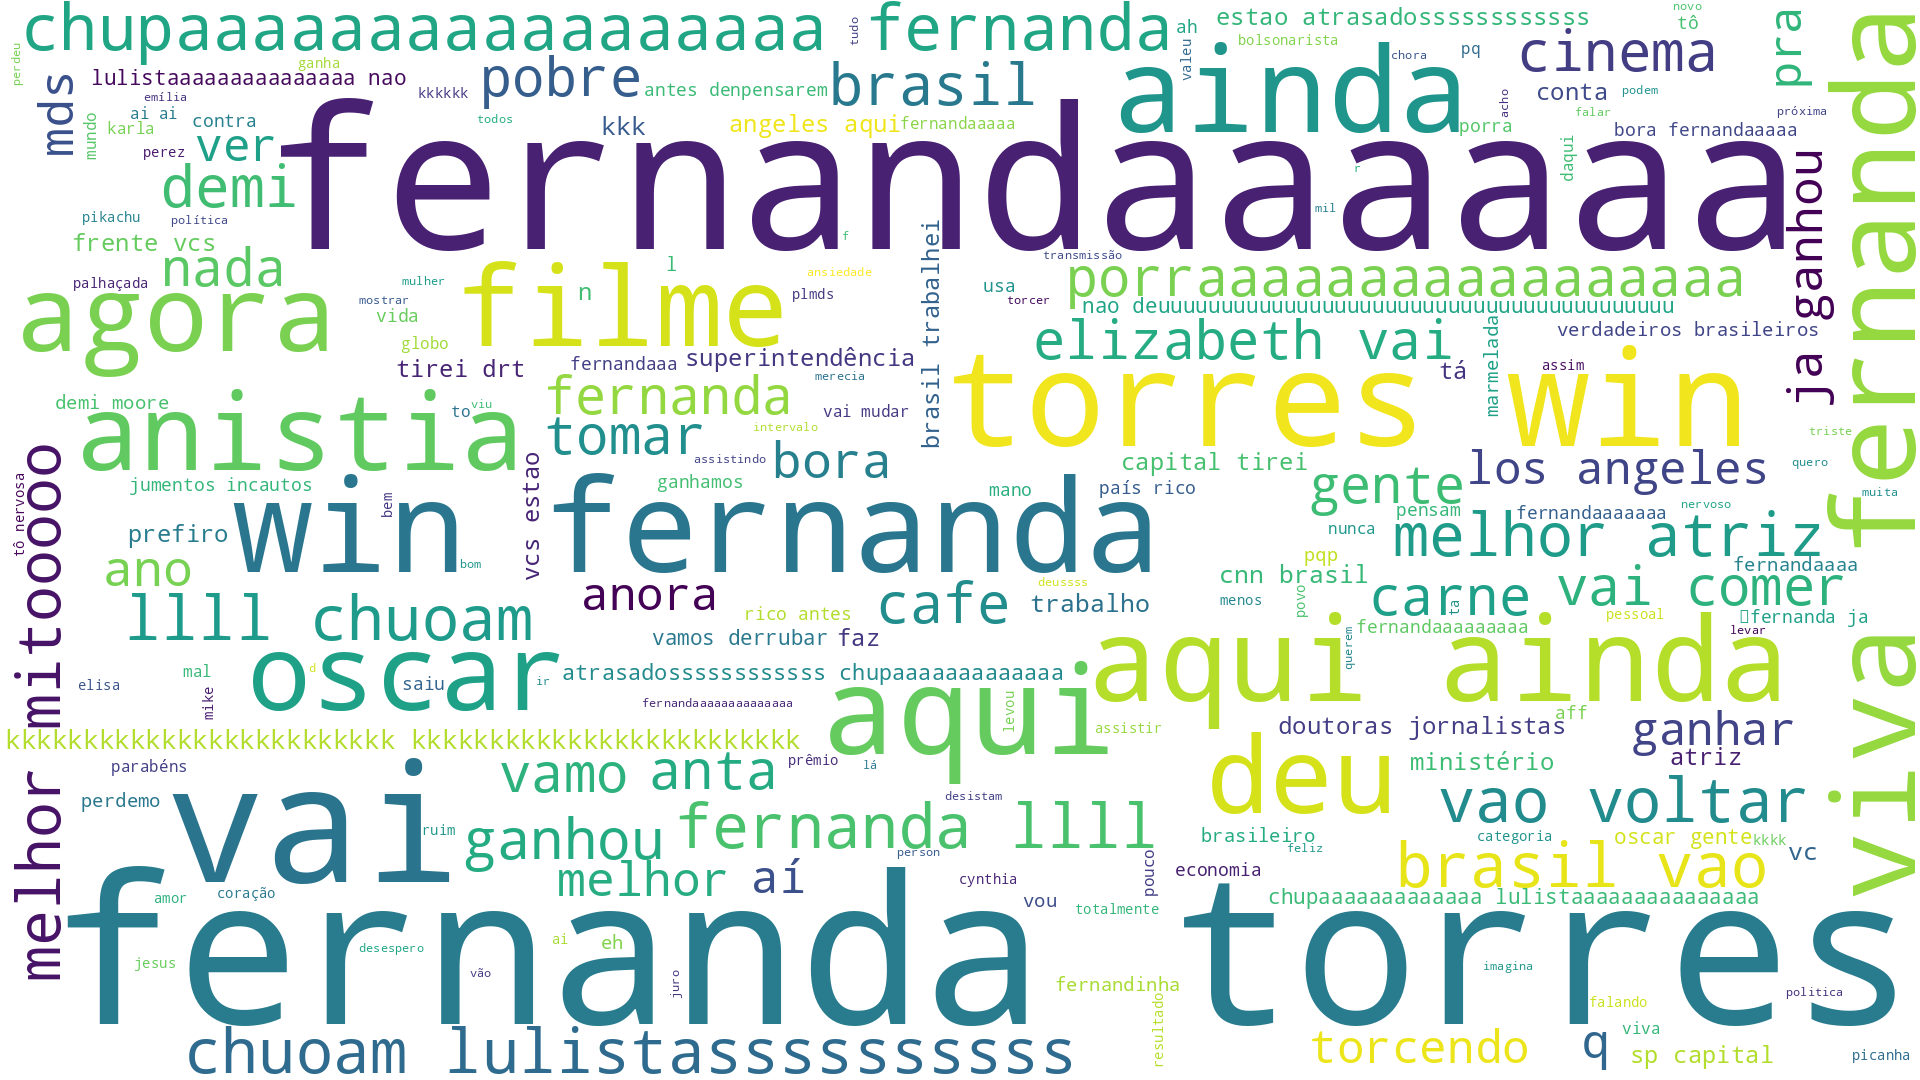 chupaaaaaaaaaaaaaaaaa
fernanda
ah
estao atrasadossssssssssss
novo
tô
pra
viva fernanda
perdeu
tudo
bolsonarista
valeu
chora
pq
cinema
ganha
lulistaaaaaaaaaaaaaaa nao
mds
pobre
antes denpensarem
brasil
ainda
conta
podem
acho
kkkkkk
emília
ai ai
contra
karla
mundo
todos
kkk
angeles aqui
fernandaaaaa
porra
falar
próxima
bora fernandaaaaa
perez
ver
fernandaaaaaa
daqui
r
ja ganhou
demi
pikachu
política
mil
frente vcs
f
brasil trabalhei
transmissão
nada
palhaçada
mulher
l
ansiedade
porraaaaaaaaaaaaaaaa
agora
mostrar
vida
filme
n
plmds
usa
torcer
nao deuuuuuuuuuuuuuuuuuuuuuuuuuuuuuuuuuuuuuuuuu
globo
elizabeth vai
marmelada
verdadeiros brasileiros
tirei drt
fernandaaa
superintendência
tá
assim
merecia
demi moore
anistia
to
viu
fernanda
vai mudar
torres win
intervalo
tomar
triste
melhor mitooooo
tô nervosa
vcs estao
assistindo
bora
capital tirei
los angeles
quero
jumentos incautos
bem
ganhamos
mano
país rico
gente
muita
pensam
fernandaaaaaaa
nervoso
prefiro
win
fernanda
nunca
melhor atriz
ano
bom
pqp
cnn brasil
fernandaaaa
deussss
anora
cafe
trabalho
menos
povo
carne
ta
vai comer
llll chuoam
rico antes
pessoal
fernanda ja
vamos derrubar
faz
fernandaaaaaaaaa
levar
querem
oscar
d
mal
atrasadossssssssssss chupaaaaaaaaaaaaa
aqui ainda
elisa
saiu
ir
mike
fernandaaaaaaaaaaaaaa
aqui
levou
assistir
aff
doutoras jornalistas
ganhar
kkkkkkkkkkkkkkkkkkkkkkkkk kkkkkkkkkkkkkkkkkkkkkkkkk
parabéns
vamo
anta
prêmio
lá
deu
ministério
atriz
perdemo
vai
desistam
vao voltar
ruim
ganhou
fernanda llll
brasileiro
categoria
oscar gente
kkkk
vc
feliz
person
melhor
aí
cynthia
pouco
economia
brasil vao
amor
coração
vou
totalmente
chupaaaaaaaaaaaaa lulistaaaaaaaaaaaaaaa
fernanda torres
desespero
ai
eh
jesus
vão
juro
imagina
fernandinha
resultado
falando
politica
chuoam lulistasssssssssss
torcendo
q
viva
sp capital
picanha